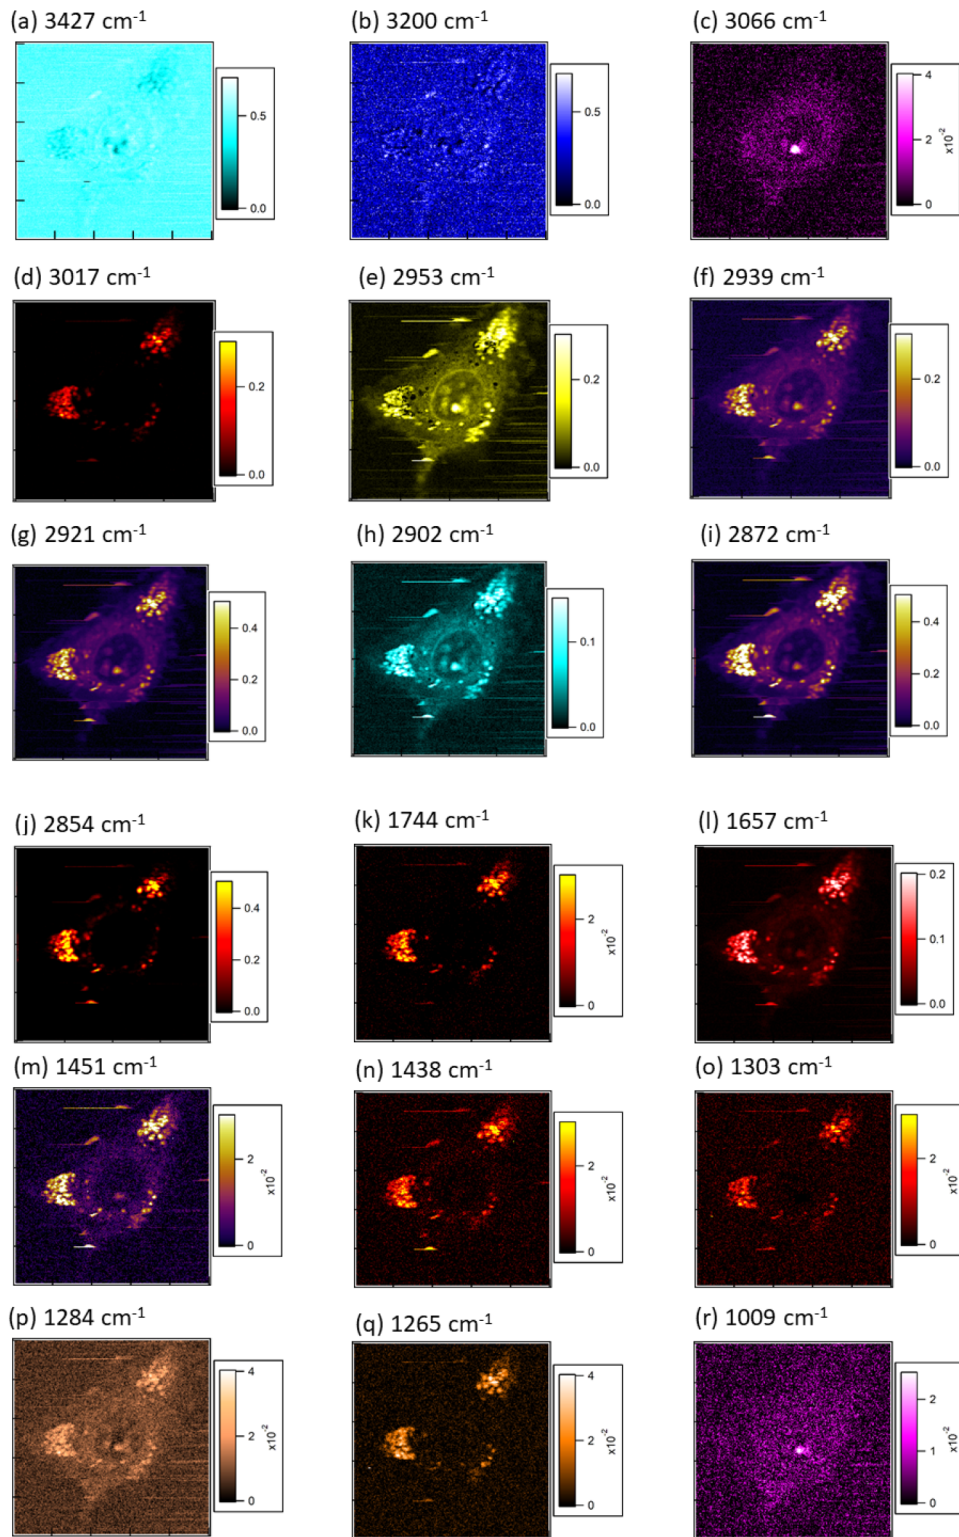 (a) 3427 cm-1
(b) 3200 cm-1
(c) 3066 cm-1
0.5
0.0
0.5
0.0
4
2
0
x10-2
(d) 3017 cm-1
(e) 2953 cm-1
(f) 2939 cm-1
0.2
0.0
0.2
0.0
0.2
0.0
(g) 2921 cm-1
(h) 2902 cm-1
(i) 2872 cm-1
0.4
0.2
0.0
0.1
0.0
0.4
0.2
0.0
(j) 2854 cm-1
(k) 1744 cm-1
(l) 1657 cm-1
0.4
0.2
0.0
2
0
x10-2
0.2
0.1
0.0
(m) 1451 cm-1
(n) 1438 cm-1
(o) 1303 cm-1
2
0
x10-2
2
0
x10-2
2
0
x10-2
(p) 1284 cm-1
(q) 1265 cm-1
(r) 1009 cm-1
4
2
0
x10-2
4
2
0
x10-2
2
1
0
x10-2